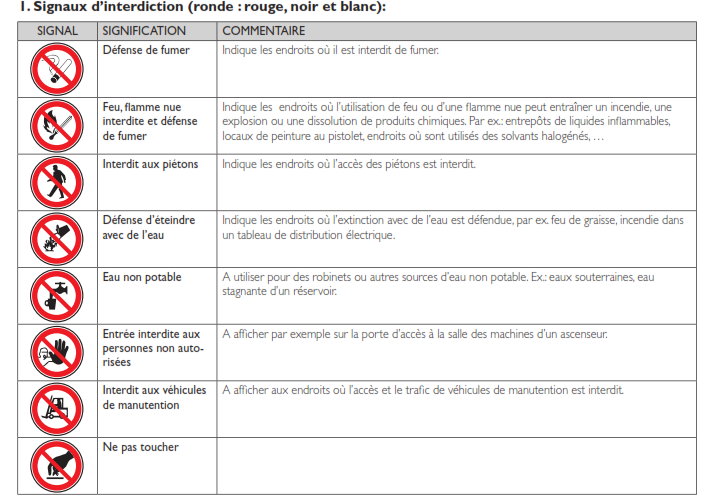 1. Signaux d'interdiction (ronde : rouge, noir et blanc):
SIGNAL SIGNIFICATION COMMENTAIRE
Défense de fumer Indique les endroits où il est interdit de fumer.
Feu, flamme nue Indique les endroits où l'utilisation de feu ou d'une flamme nue peut entraîner un incendie, une
interdite et défense explosion ou une dissolution de produits chimiques. Par ex.: entrepôts de liquides inflammables,
de fumer locaux de peinture au pistolet, endroits où sont utilisés des solvants halogénés, …
Interdit aux piétons Indique les endroits où l'accès des piétons est interdit.
Défense d'éteindre Indique les endroits où l'extinction avec de l'eau est défendue, par ex. feu de graisse, incendie dans
avec de l'eau un tableau de distribution électrique.
Eau non potable A utiliser pour des robinets ou autres sources d'eau non potable. Ex.: eaux souterraines, eau
stagnante d'un réservoir.
Entrée interdite aux A afficher par exemple sur la porte d'accès à la salle des machines d'un ascenseur.
personnes non auto-
risées
Interdit aux véhicules A afficher aux endroits où l'accès et le trafic de véhicules de manutention est interdit.
de manutention
Ne pas toucher